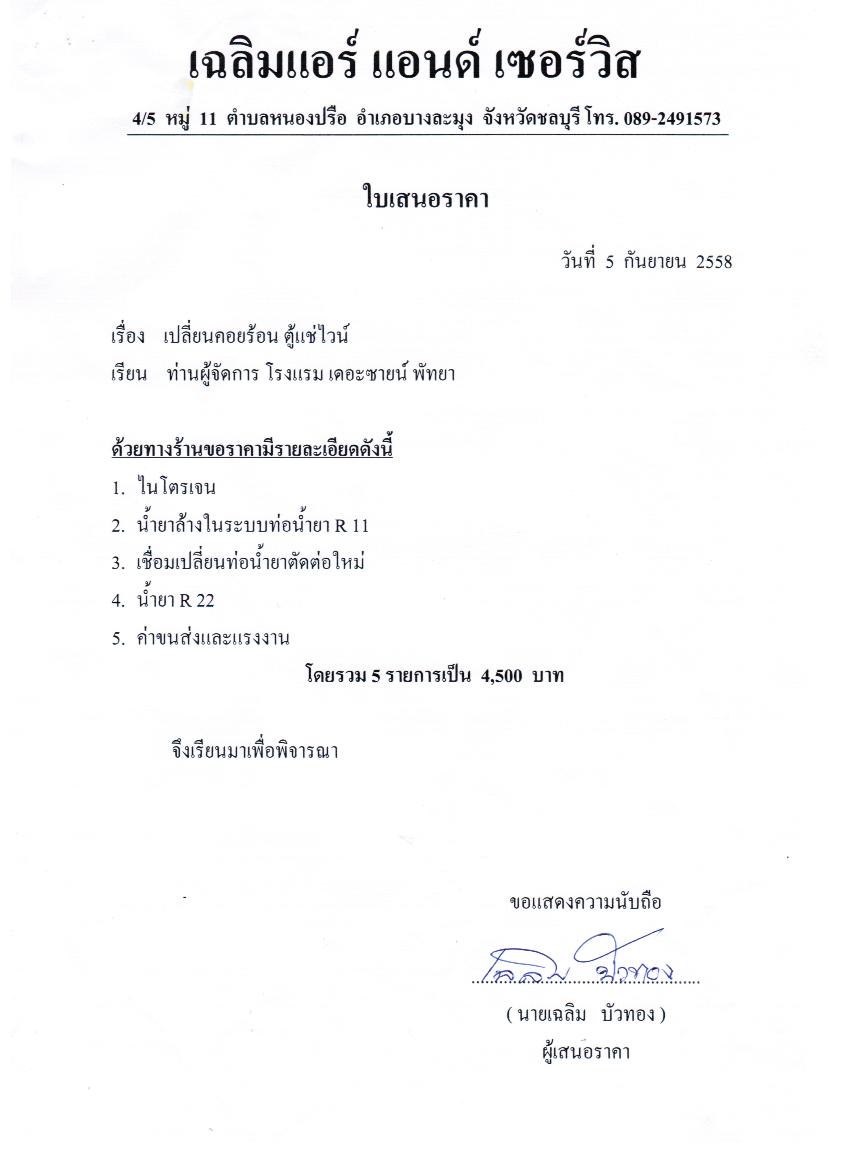 เฉลิมแอร์ แอนด์ เซอร์วิส
4/5 หมู่ 11 ตำบลหนองปรือ อำเภอบางละมุง จังหวัดชลบุรี โทร. 089-2491573
ใบเสนอราคา
วันที่ 5 กันยายน 2558
เรื่อง เปลี่ยนคอยร้อน ตู้แช่ไวน์
เรียน ท่านผู้จัดการ โรงแรม เดอะซายน์ พัทยา
ด้วยทางร้านขอราคามีรายละเอียดดังนี้
1. ไนโตรเจน
2. น้ำยาล้างในระบบท่อน้ำยา R 11
3. เชื่อมเปลี่ยนท่อน้ำยาตัดต่อใหม่
4. น้ำยา R 22
5. ค่าขนส่งและแรงงาน
โดยรวม 5 รายการเป็น 4,500 บาท
จึงเรียนมาเพื่อพิจารณา
ขอแสดงความนับถือ
เฉลิม บัวทอง
( นายเฉลิม บัวทอง )
ผู้เสนอราคา